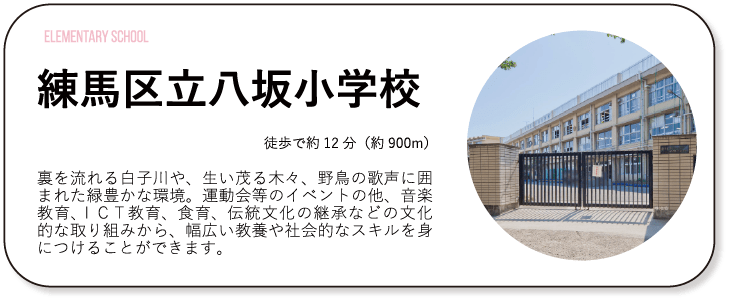 ELEMENTARY SCHOOL
練馬区立八坂小学校
徒歩で約12分（約900m）
裏を流れる白子川や、生い茂る木々、野鳥の歌声に囲
まれた緑豊かな環境。運動会等のイベントの他、音楽
教育、ＩＣＴ教育、食育、伝統文化の継承などの文化
的な取り組みから、幅広い教養や社会的なスキルを身
につけることができます。